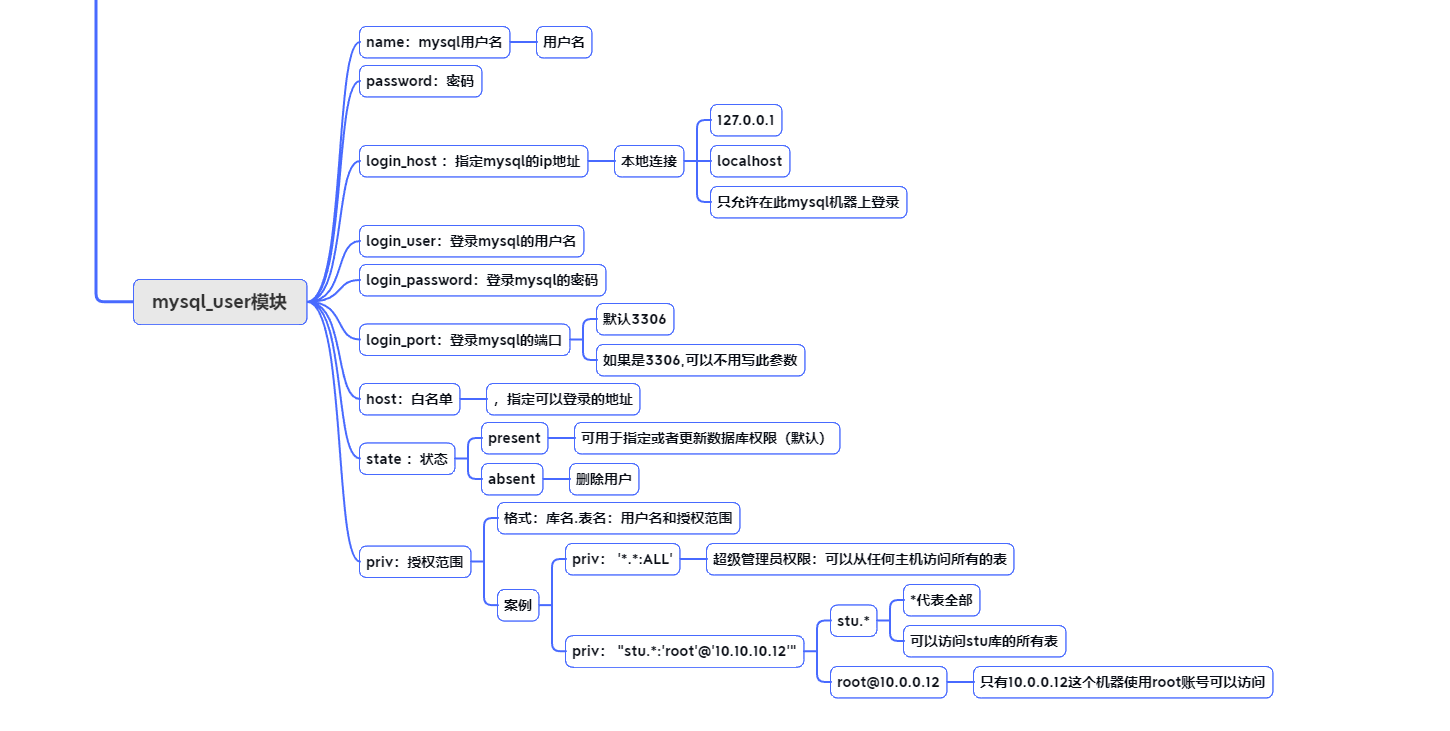 name：mysql用户名
用户名
password：密码
127.0.0.1
login_host ：指定mysql的ip地址
本地连接
localhost
只允许在此mysql机器上登录
login_user：登录mysql的用户名
login_password：登录mysql的密码
mysql_user模块
默认3306
login_port：登录mysql的端口
如果是3306,可以不用写此参数
host：白名单
，指定可以登录的地址
present
可用于指定或者更新数据库权限（默认）
state ：状态
absent
删除用户
格式：库名.表名：用户名和授权范围
priv：授权范围
priv： '*.*:ALL'
超级管理员权限：可以从任何主机访问所有的表
案例
*代表全部
stu.*
可以访问stu库的所有表
priv： "stu.*:'root'@'10.10.10.12'"
root@10.0.0.12
只有10.0.0.12这个机器使用root账号可以访问